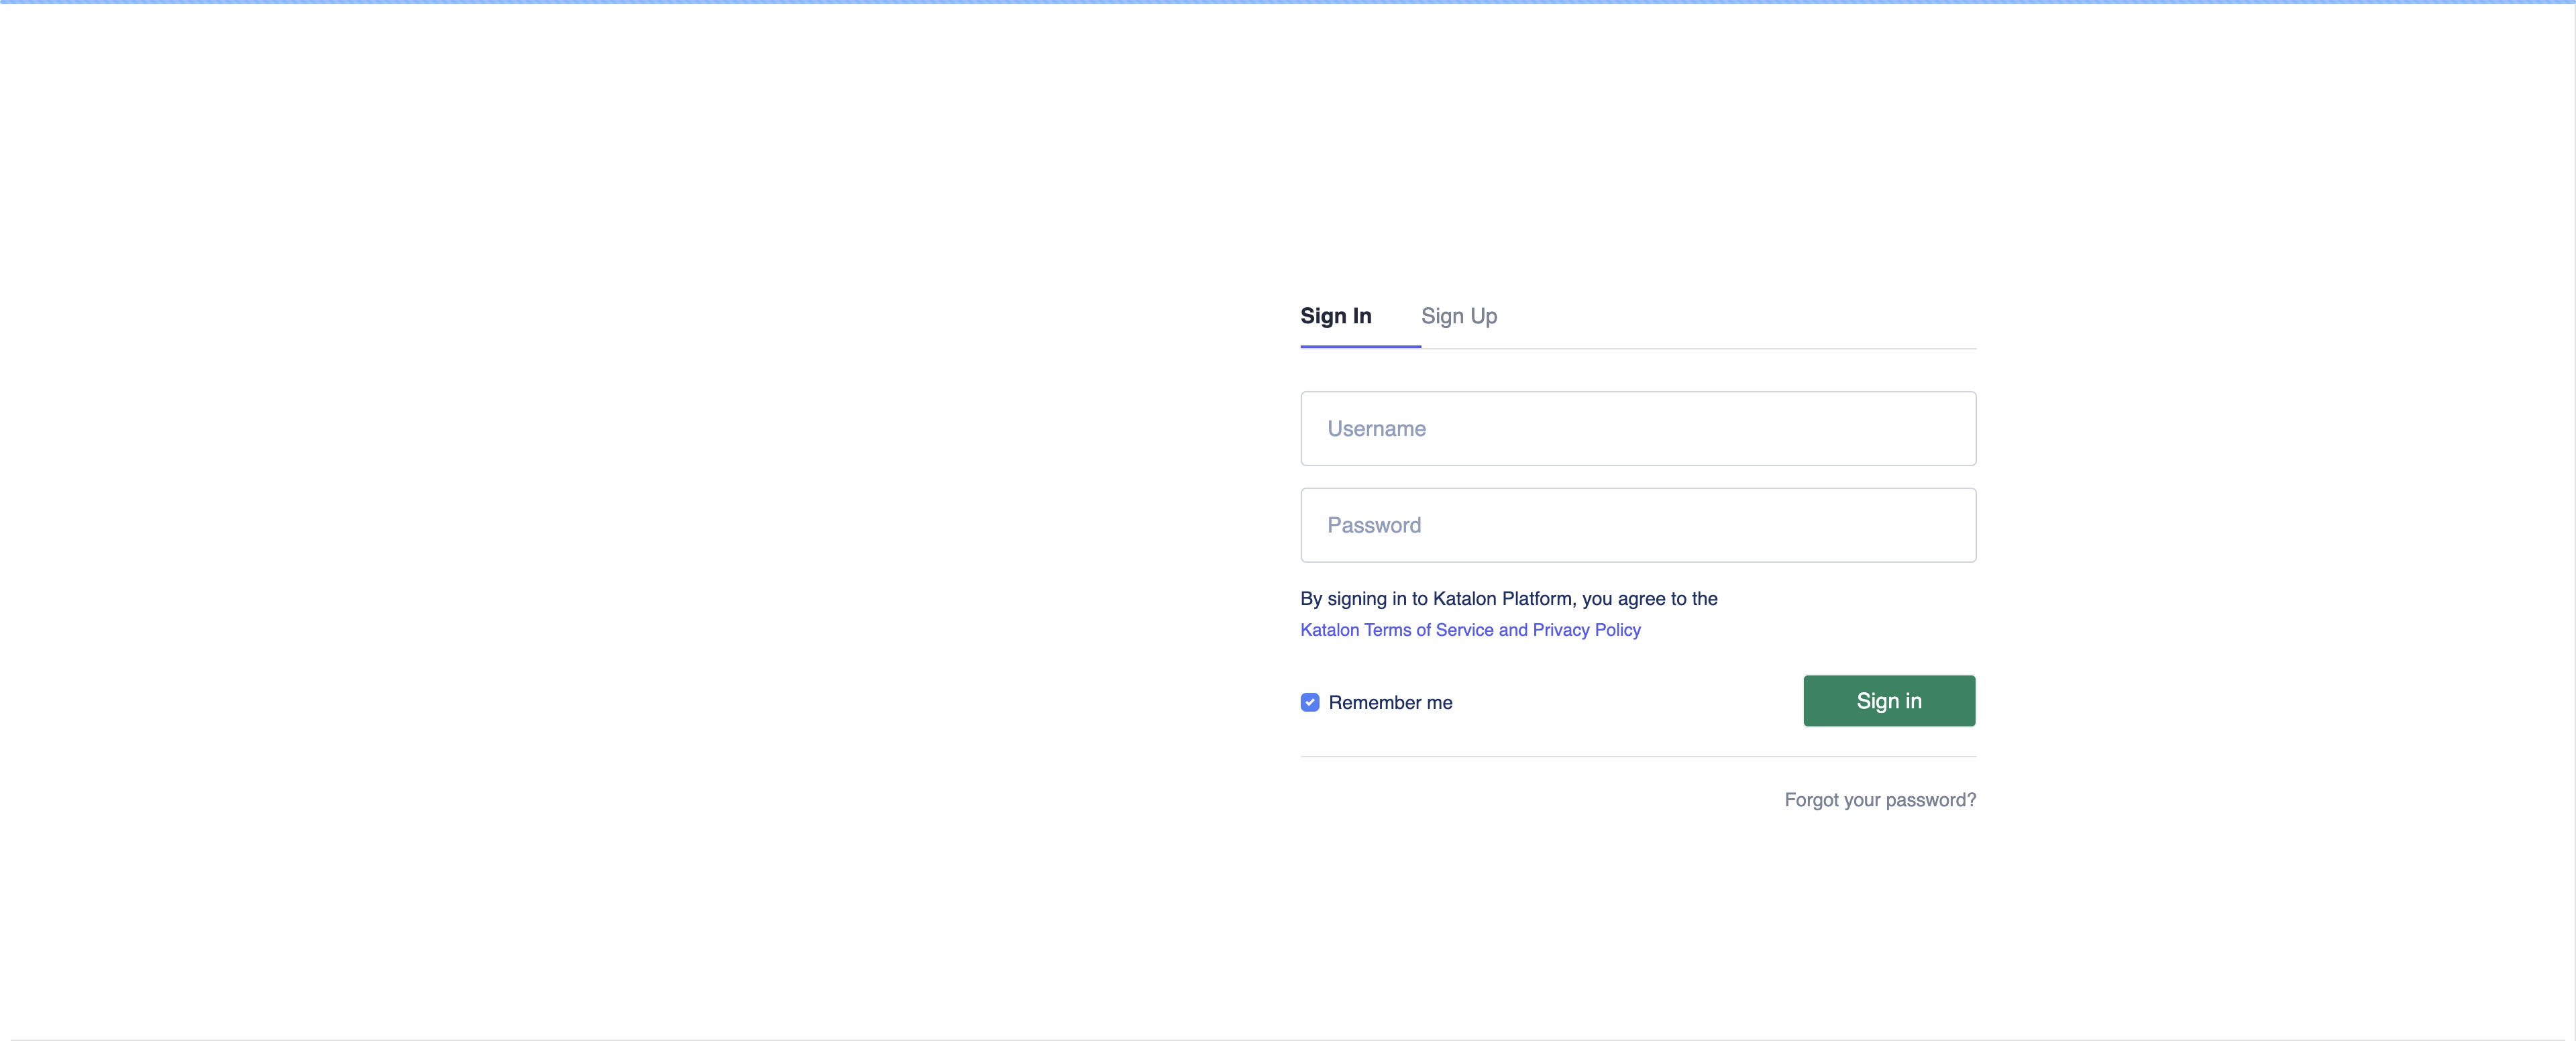 Sign In
Sign Up
Username
Password
By signing in to Katalon Platform, you agree to the
Katalon Terms of Service and Privacy Policy
Remember me
Sign in
Forgot your password?